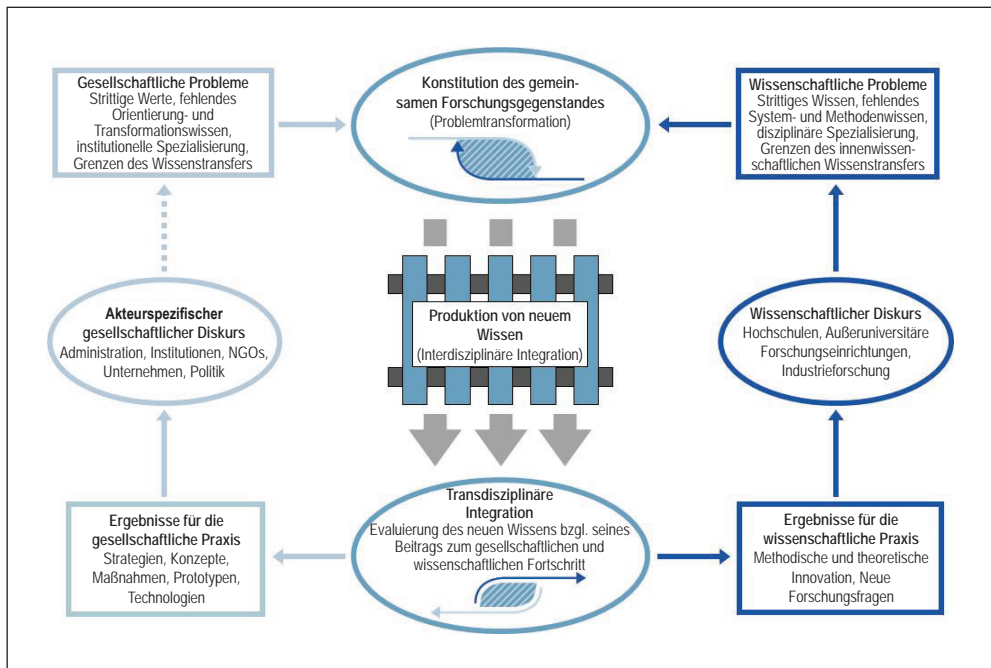 Gesellschaftliche Probleme
Strittige Werte, fehlendes
Orientierung- und
Transformationswissen,
institutionelle Spezialisierung,
Grenzen des Wissenstransfers
Konstitution des gemein-
samen Forschungsgegenstandes
(Problemtransformation)
Wissenschaftliche Probleme
Strittiges Wissen, fehlendes
System- und Methodenwissen,
disziplinäre Spezialisierung,
Grenzen des innenwissen-
schaftlichen Wissenstransfers
Akteurspezifischer
gesellschaftlicher Diskurs
Administration, Institutionen, NGOs,
Unternehmen, Politik
Produktion von neuem
Wissen
(Interdisziplinäre Integration)
Wissenschaftlicher Diskurs
Hochschulen, Außeruniversitäre
Forschungseinrichtungen,
Industrieforschung
Ergebnisse für die
gesellschaftliche Praxis
Strategien, Konzepte,
Maßnahmen, Prototypen,
Technologien
Transdisziplinäre
Integration
Evaluierung des neuen Wissens bzgl. seines
Beitrags zum gesellschaftlichen und
wissenschaftlichen Fortschritt
Ergebnisse für die
wissenschaftliche Praxis
Methodische und theoretische
Innovation, Neue
Forschungsfragen